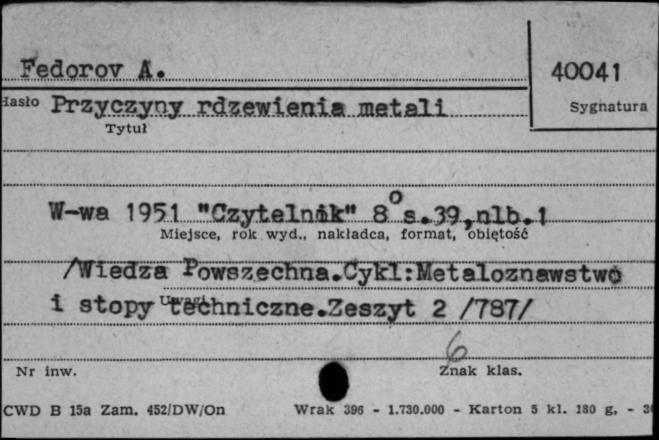 Fedorov A.
40041
Hasło Przyczyny rdzewienia metali
Sygnatura
Tytuł
W-wa 1951 "Czytelnik" 8° s.39,nlb.1
Miejsce, rok wyd., nakładca, format, objętość
/Wiedza Powszechna.Cykl:Metaloznawstwo
Uwagi
i stopy techniczne.Zeszyt 2 /787/
6
Nr inw.
Znak klas.
CWD B 15a Zam. 452/DW/On Wrak 396 - 1.730.000 - Karton 5 kl. 180 g, -